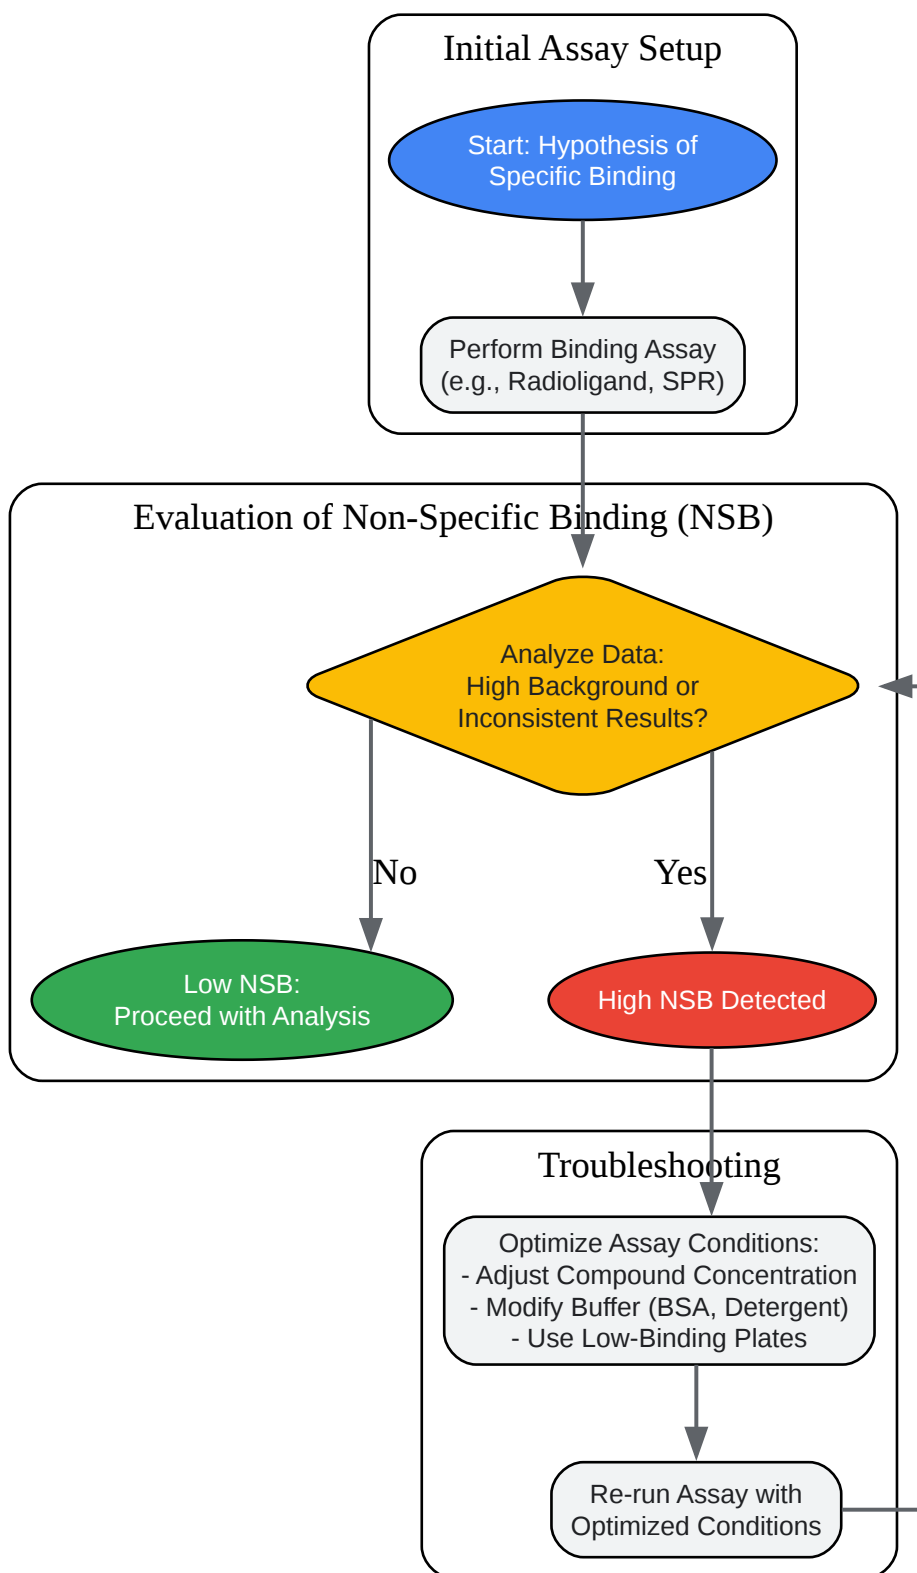 Initial Assay Setup
Start: Hypothesis of
Specific Binding
Perform Binding Assay
(e.g., Radioligand, SPR)
Evaluation of Non-Specific Binding (NSB)
Analyze Data:
High Background or
Inconsistent Results?
No
Yes
Low NSB:
Proceed with Analysis
High NSB Detected
Troubleshooting
Optimize Assay Conditions:
- Adjust Compound Concentration
- Modify Buffer (BSA, Detergent)
- Use Low-Binding Plates
Re-run Assay with
Optimized Conditions